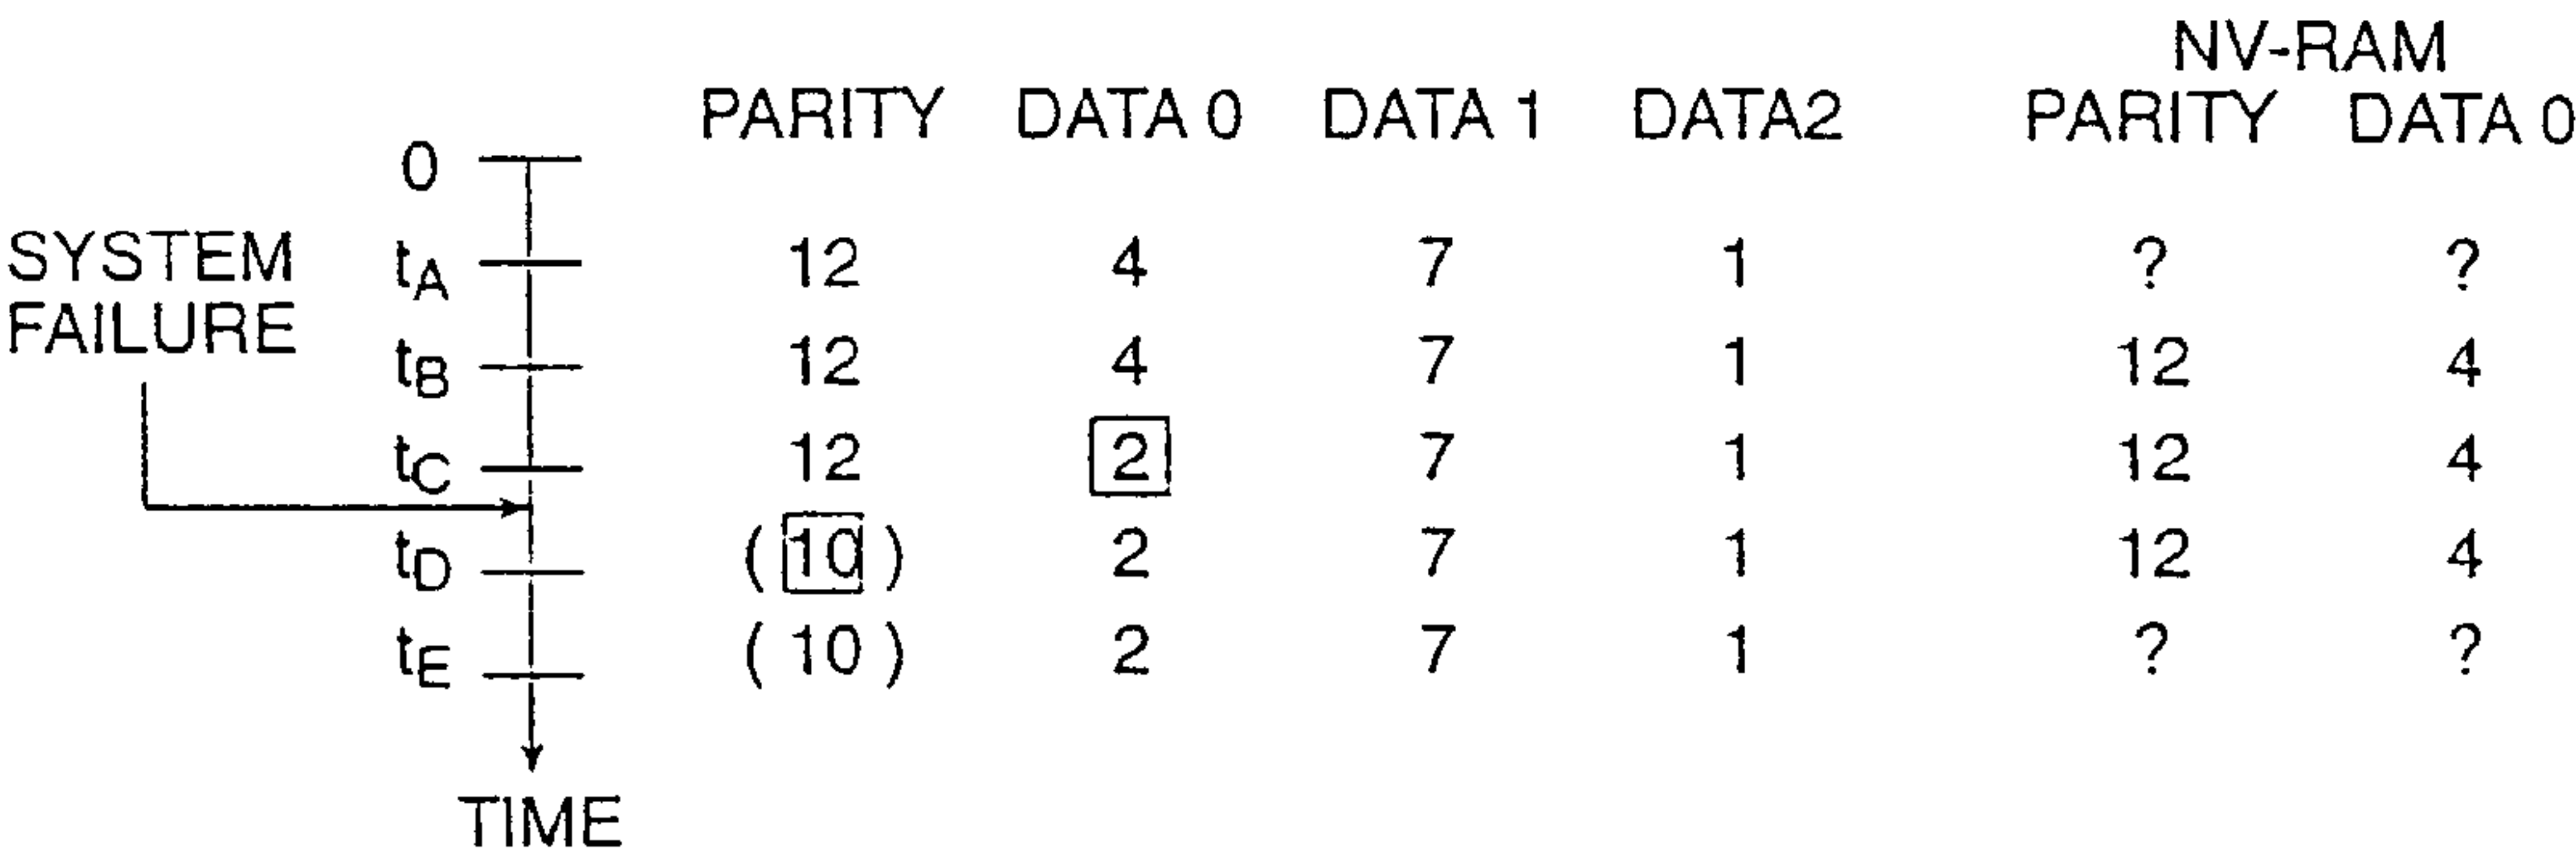 NV-RAM
PARITY DATA 0 DATA 1 DATA2 PARITY DATA 0
0
SYSTEM FAILURE
tA 12 4 7 1 ? ?
tB 12 4 7 1 12 4
tC 12 2 7 1 12 4
tD (10) 2 7 1 12 4
tE (10) 2 7 1 ? ?
TIME